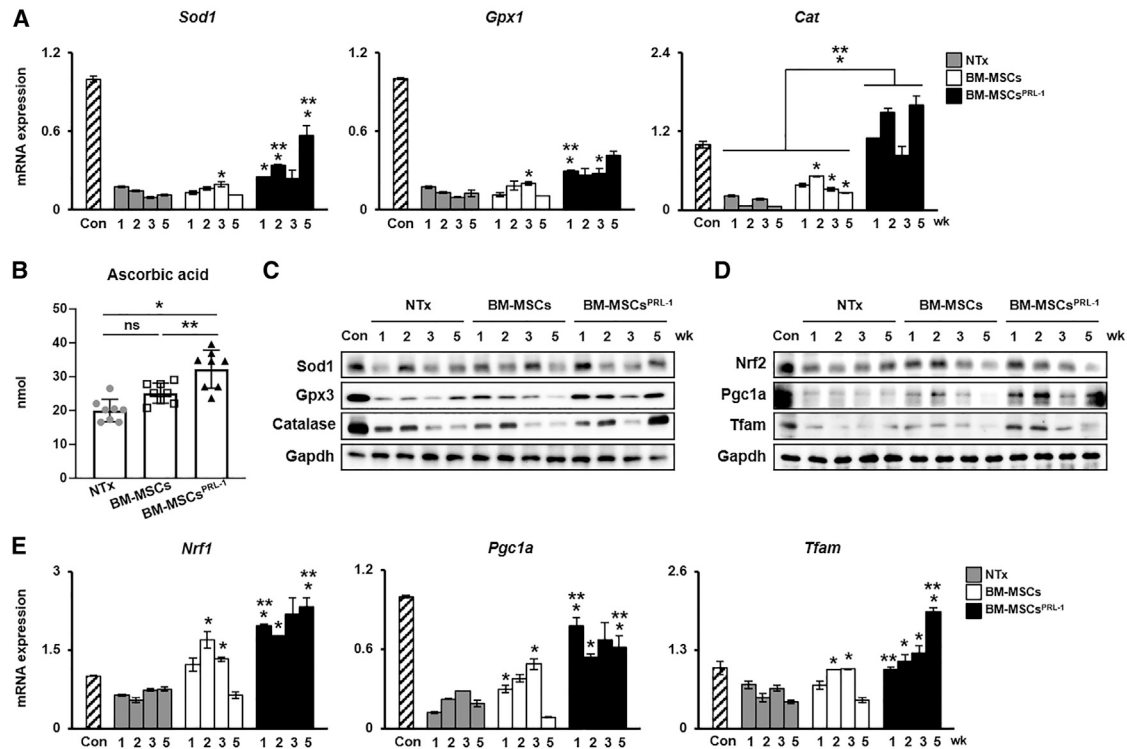 A
Sod1
Gpx1
Cat
mRNA expression
1.2
0.6
0
1.2
0.6
0
2.4
1.2
0
** *
*
* ** * ** *
*
** * *
* * *
** *
NTx
BM-MSCs
BM-MSCsPRL-1
Con 1 2 3 5 1 2 3 5 1 2 3 5
Con 1 2 3 5 1 2 3 5 1 2 3 5
Con 1 2 3 5 1 2 3 5 1 2 3 5 wk
B
Ascorbic acid
nmol
50
40
30
20
10
0
*
ns **
NTx
BM-MSCs
BM-MSCsPRL-1
C
NTx BM-MSCs BM-MSCsPRL-1
Con 1 2 3 5 1 2 3 5 1 2 3 5 wk
Sod1
Gpx3
Catalase
Gapdh
D
NTx BM-MSCs BM-MSCsPRL-1
Con 1 2 3 5 1 2 3 5 1 2 3 5 wk
Nrf2
Pgc1a
Tfam
Gapdh
E
Nrf1
Pgc1a
Tfam
mRNA expression
3
1.5
0
1.2
0.6
0
2.6
1.3
0
* *
** * * ** *
* *
** * * ** *
* *
** * * ** *
NTx
BM-MSCs
BM-MSCsPRL-1
Con 1 2 3 5 1 2 3 5 1 2 3 5
Con 1 2 3 5 1 2 3 5 1 2 3 5
Con 1 2 3 5 1 2 3 5 1 2 3 5 wk